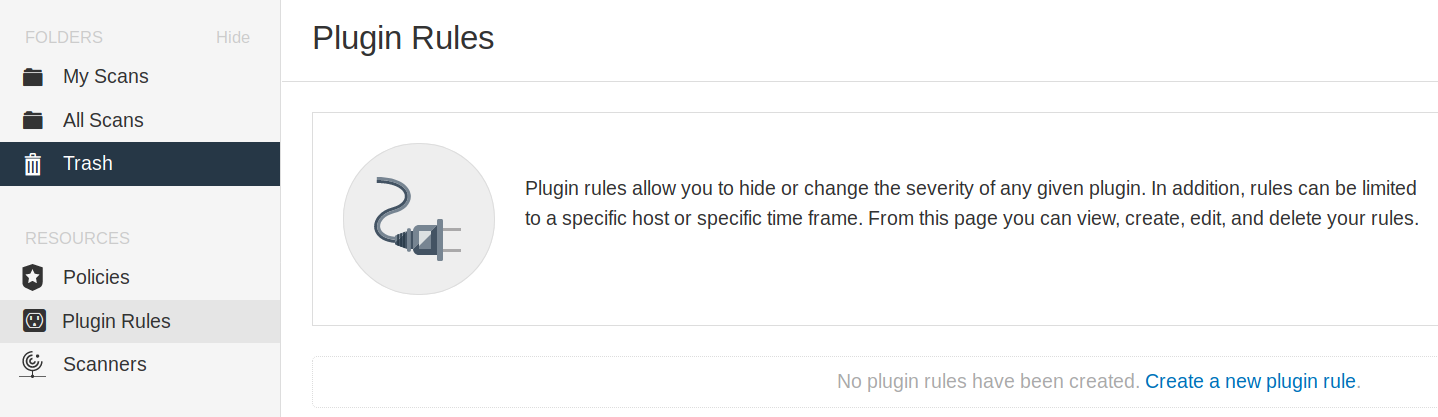 FOLDERS Hide
My Scans
All Scans
Trash
RESOURCES
Policies
Plugin Rules
Scanners
Plugin Rules
Plugin rules allow you to hide or change the severity of any given plugin. In addition, rules can be limited
to a specific host or specific time frame. From this page you can view, create, edit, and delete your rules.
No plugin rules have been created. Create a new plugin rule.